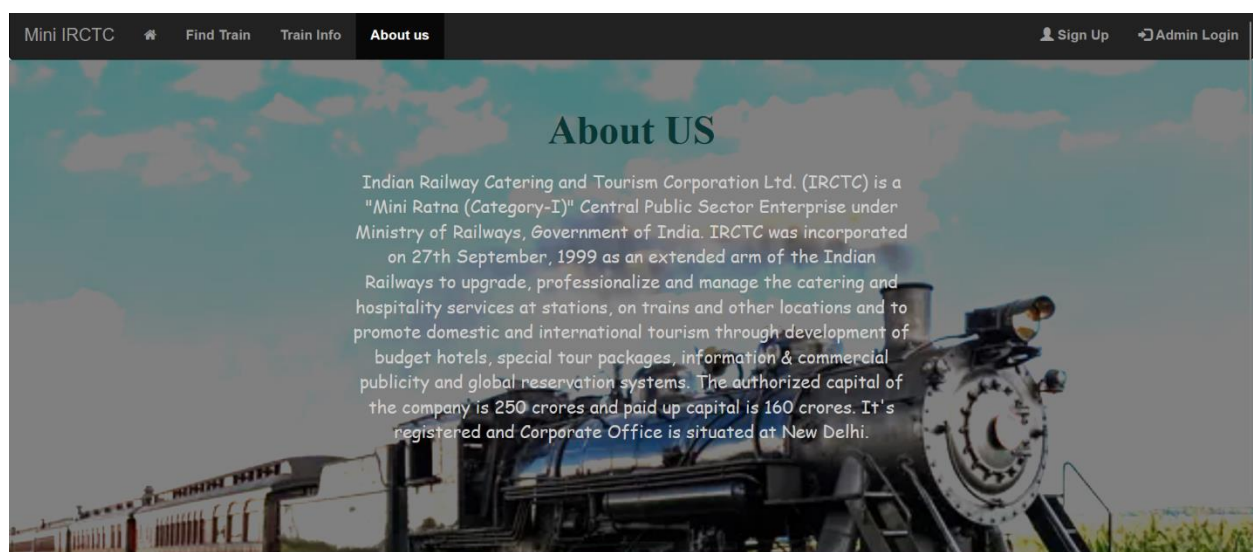 Mini IRCTC Find Train Train Info About us Sign Up Admin Login
About US
Indian Railway Catering and Tourism Corporation Ltd. (IRCTC) is a
"Mini Ratna (Category-I)" Central Public Sector Enterprise under
Ministry of Railways, Government of India. IRCTC was incorporated
on 27th September, 1999 as an extended arm of the Indian
Railways to upgrade, professionalize and manage the catering and
hospitality services at stations, on trains and other locations and to
promote domestic and international tourism through development of
budget hotels, special tour packages, information & commercial
publicity and global reservation systems. The authorized capital of
the company is 250 crores and paid up capital is 160 crores. It's
registered and Corporate Office is situated at New Delhi.